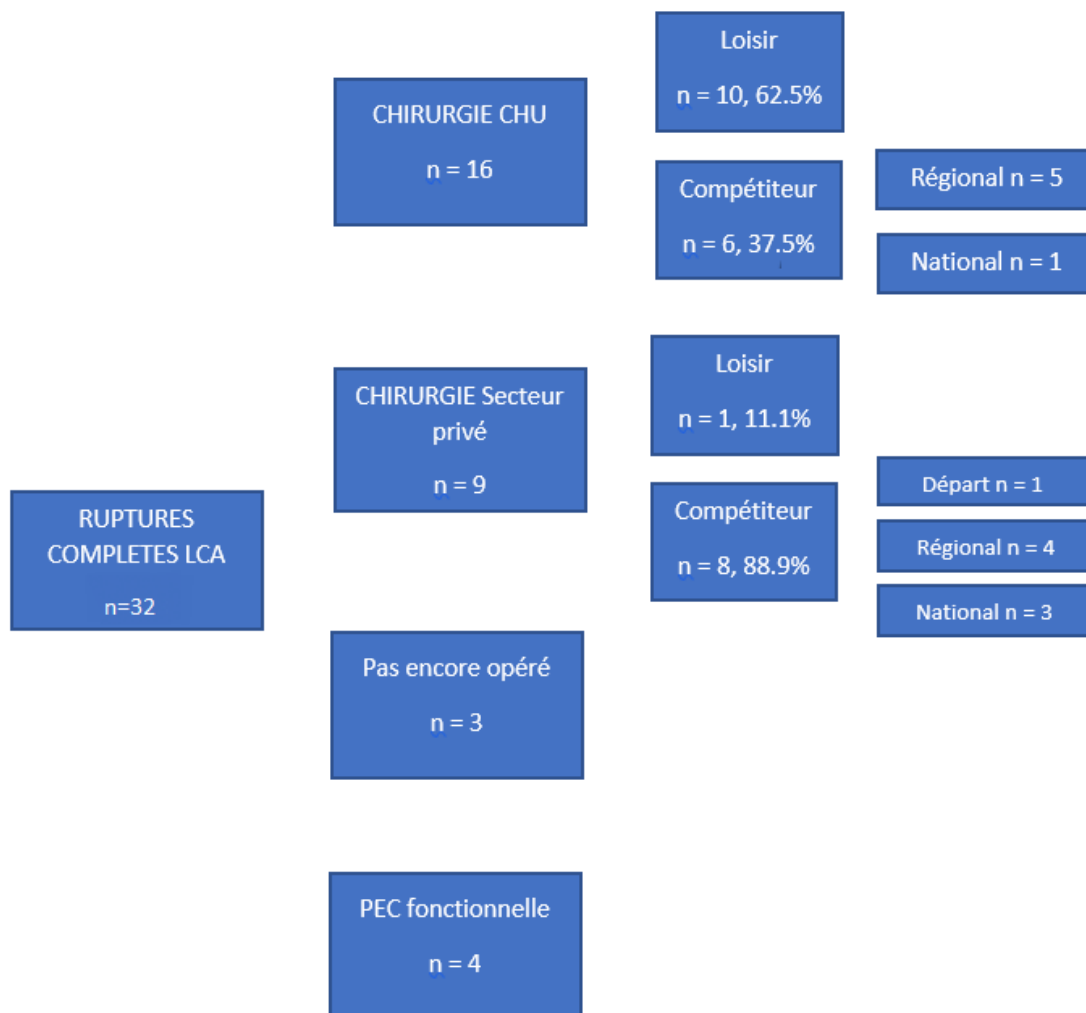 RUPTURES
COMPLETES LCA
n=32
CHIRURGIE CHU
n = 16
Loisir
n = 10, 62.5%
Compétiteur
n = 6, 37.5%
Régional n = 5
National n = 1
CHIRURGIE Secteur
privé
n = 9
Loisir
n = 1, 11.1%
Compétiteur
n = 8, 88.9%
Départ n = 1
Régional n = 4
National n = 3
Pas encore opéré
n = 3
PEC fonctionnelle
n = 4